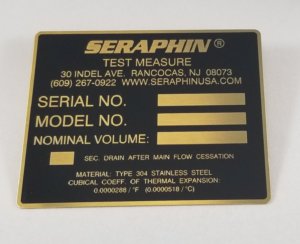 SERAPHIN®
TEST MEASURE
30 INDEL AVE. RANCOCAS, NJ 08073
(609) 267-0922 WWW.SERAPHINUSA.COM
SERIAL NO.
MODEL NO.
NOMINAL VOLUME:
SEC. DRAIN AFTER MAIN FLOW CESSATION
MATERIAL: TYPE 304 STAINLESS STEEL
CUBICAL COEFF. OF THERMAL EXPANSION:
0.0000288 / °F (0.0000518 / °C)